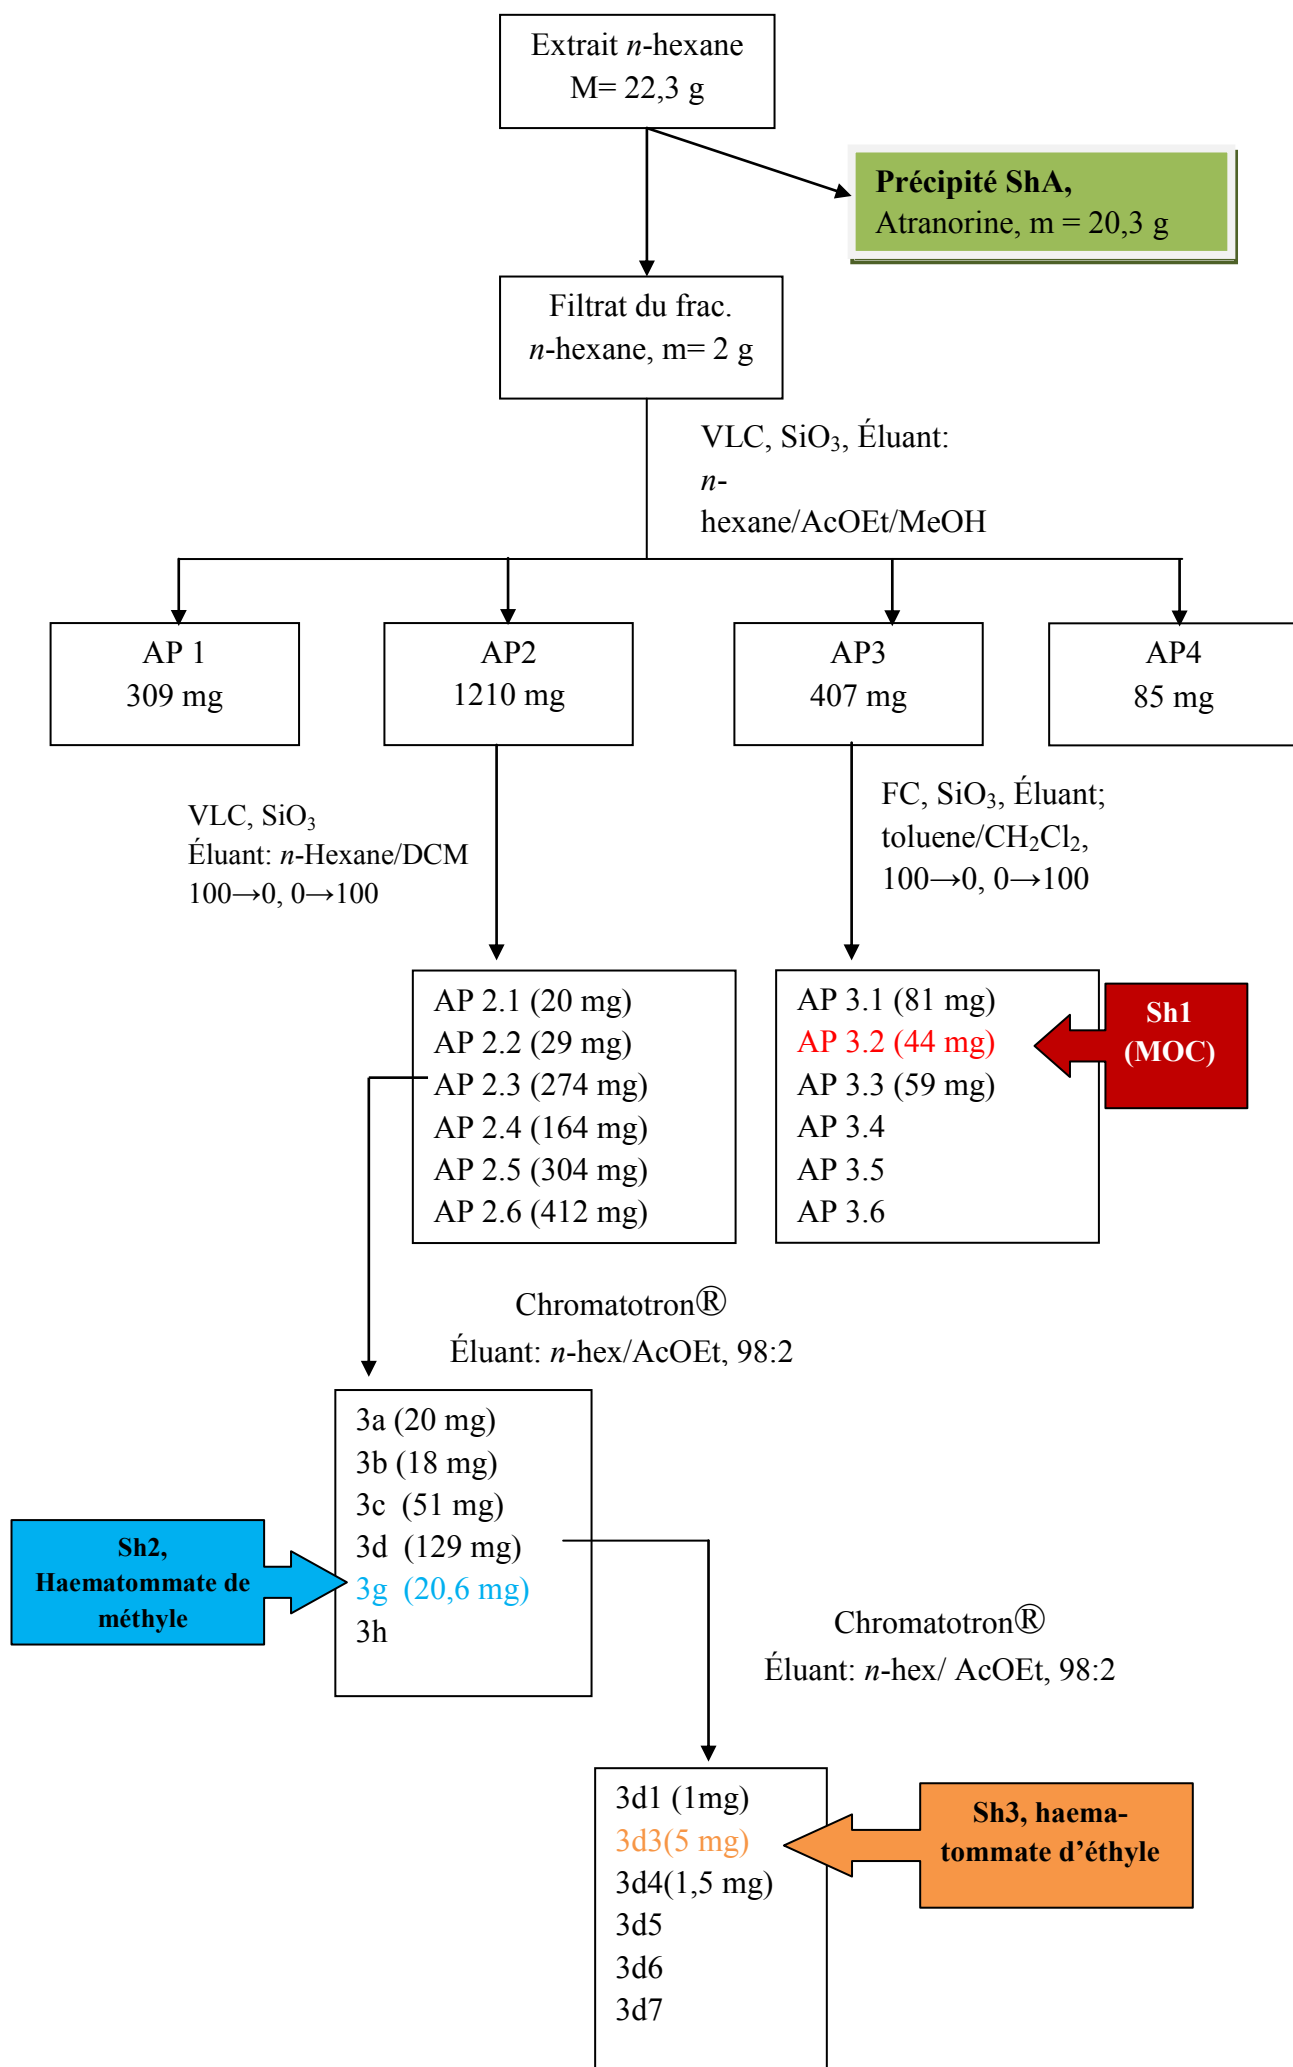 Extrait n-hexane
M= 22,3 g
Précipité ShA,
Atranorine, m = 20,3 g
Filtrat du frac.
n-hexane, m= 2 g
VLC, SiO₃, Éluant:
n-
hexane/AcOEt/MeOH
AP 1
309 mg
AP2
1210 mg
AP3
407 mg
AP4
85 mg
VLC, SiO₃
Éluant: n-Hexane/DCM
100→0, 0→100
FC, SiO₃, Éluant;
toluene/CH₂Cl₂,
100→0, 0→100
AP 2.1 (20 mg)
AP 2.2 (29 mg)
AP 2.3 (274 mg)
AP 2.4 (164 mg)
AP 2.5 (304 mg)
AP 2.6 (412 mg)
AP 3.1 (81 mg)
AP 3.2 (44 mg)
AP 3.3 (59 mg)
AP 3.4
AP 3.5
AP 3.6
Sh1
(MOC)
Chromatotron®
Éluant: n-hex/AcOEt, 98:2
3a (20 mg)
3b (18 mg)
3c (51 mg)
3d (129 mg)
3g (20,6 mg)
3h
Sh2,
Haematommate de
méthyle
Chromatotron®
Éluant: n-hex/ AcOEt, 98:2
3d1 (1mg)
3d3(5 mg)
3d4(1,5 mg)
3d5
3d6
3d7
Sh3, haema-
tommate d’éthyle